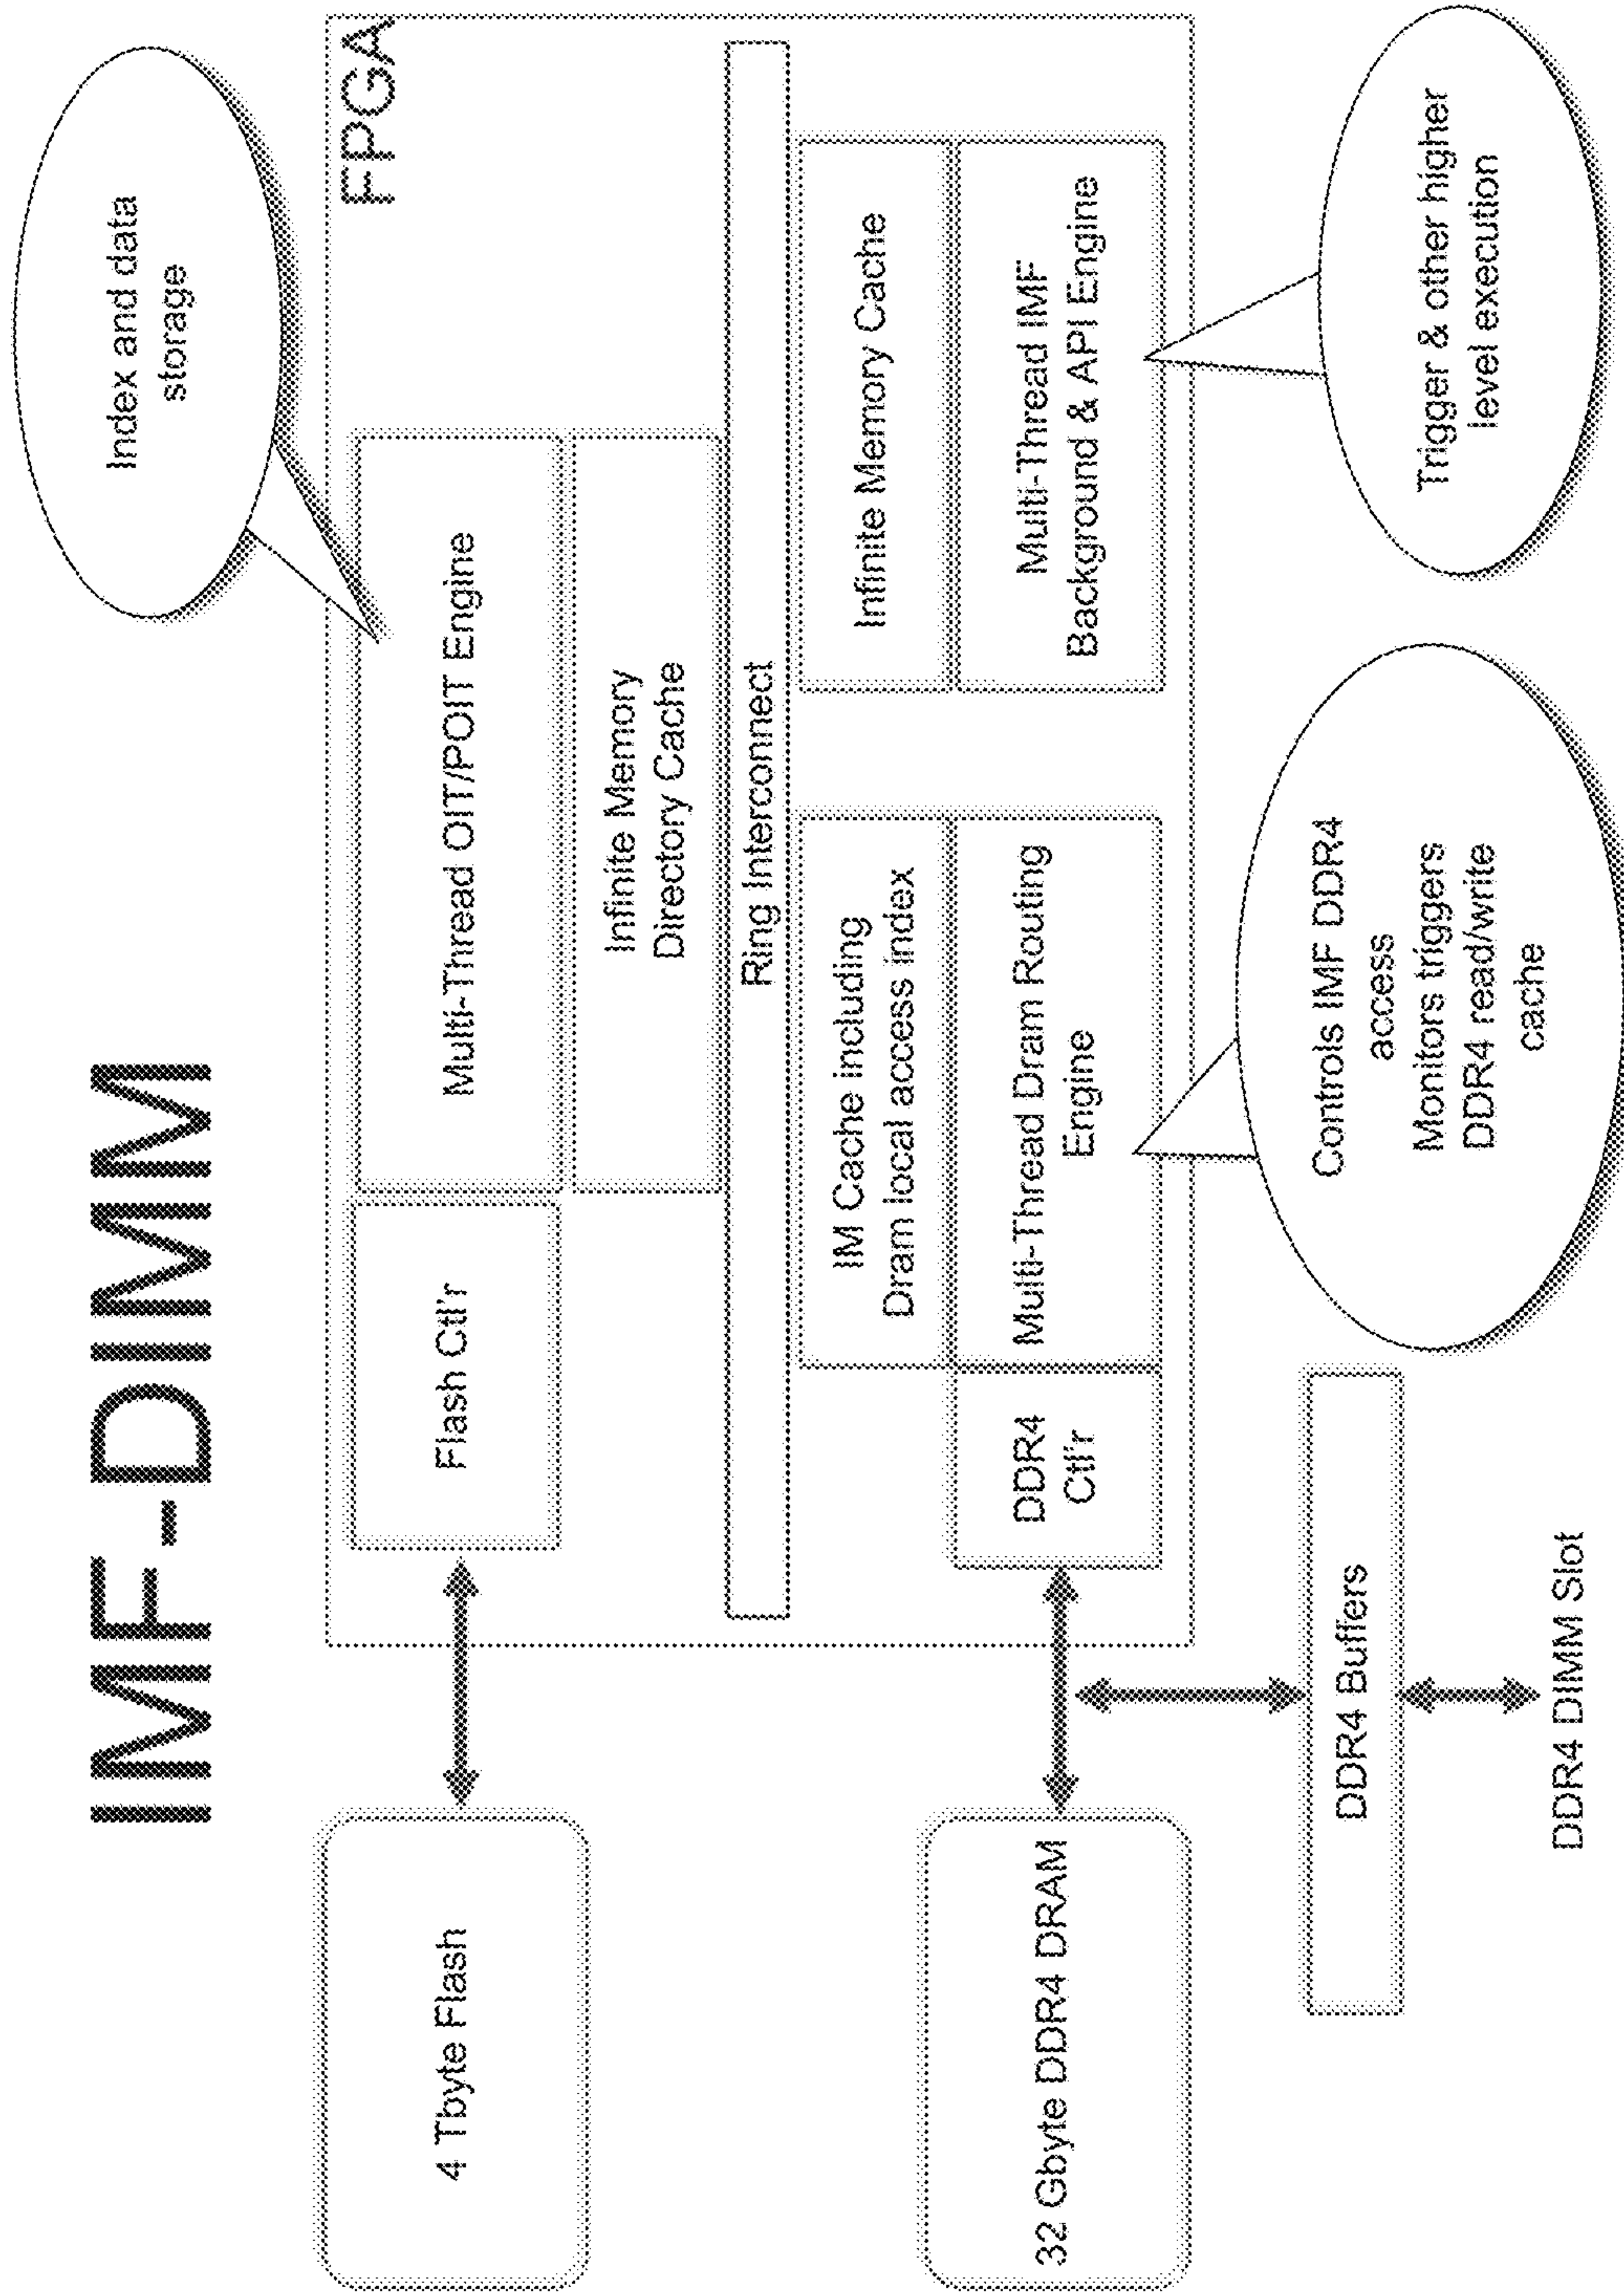 IMF-DIMM
Index and data
storage
FPGA
4 Tbyte Flash
Flash Ctl'r
Multi-Thread OIT/POIT Engine
Infinite Memory
Directory Cache
Ring Interconnect
IM Cache including
Dram local access index
Infinite Memory Cache
32 Gbyte DDR4 DRAM
DDR4
Ctl'r
Multi-Thread Dram Routing
Engine
Multi-Thread IMF
Background & API Engine
DDR4 Buffers
DDR4 DIMM Slot
Controls IMF DDR4
access
Monitors triggers
DDR4 read/write
cache
Trigger & other higher
level execution